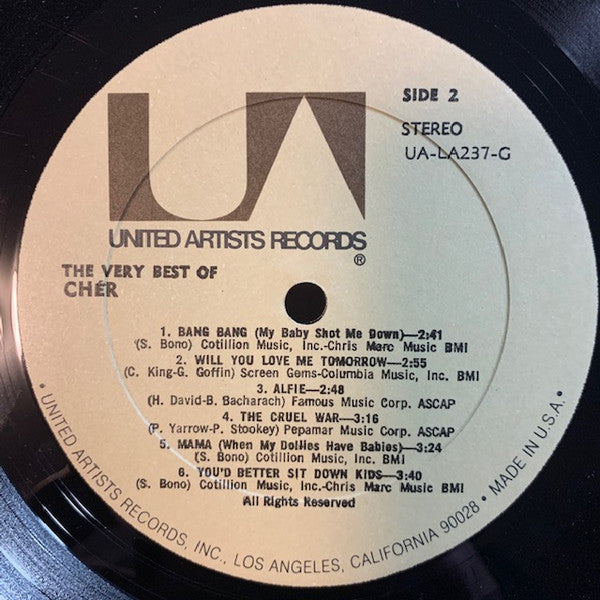 UA
SIDE 2
STEREO
UA-LA237-G
UNITED ARTISTS RECORDS®
THE VERY BEST OF
CHÉR
1. BANG BANG (My Baby Shot Me Down)—2:41
(S. Bono) Cotillion Music, Inc.-Chris Marc Music BMI
2. WILL YOU LOVE ME TOMORROW—2:55
(C. King-G. Goffin) Screen Gems-Columbia Music, Inc. BMI
3. ALFIE—2:48
(H. David-B. Bacharach) Famous Music Corp. ASCAP
4. THE CRUEL WAR—3:16
(P. Yarrow-P. Stookey) Pepamar Music Corp. ASCAP
5. MAMA (When My Dollies Have Babies)—3:24
(S. Bono) Cotillion Music, Inc. BMI
6. YOU'D BETTER SIT DOWN KIDS—3:40
(S. Bono) Cotillion Music, Inc.-Chris Marc Music BMI
All Rights Reserved
• UNITED ARTISTS RECORDS, INC., LOS ANGELES, CALIFORNIA 90028 • MADE IN U.S.A. •